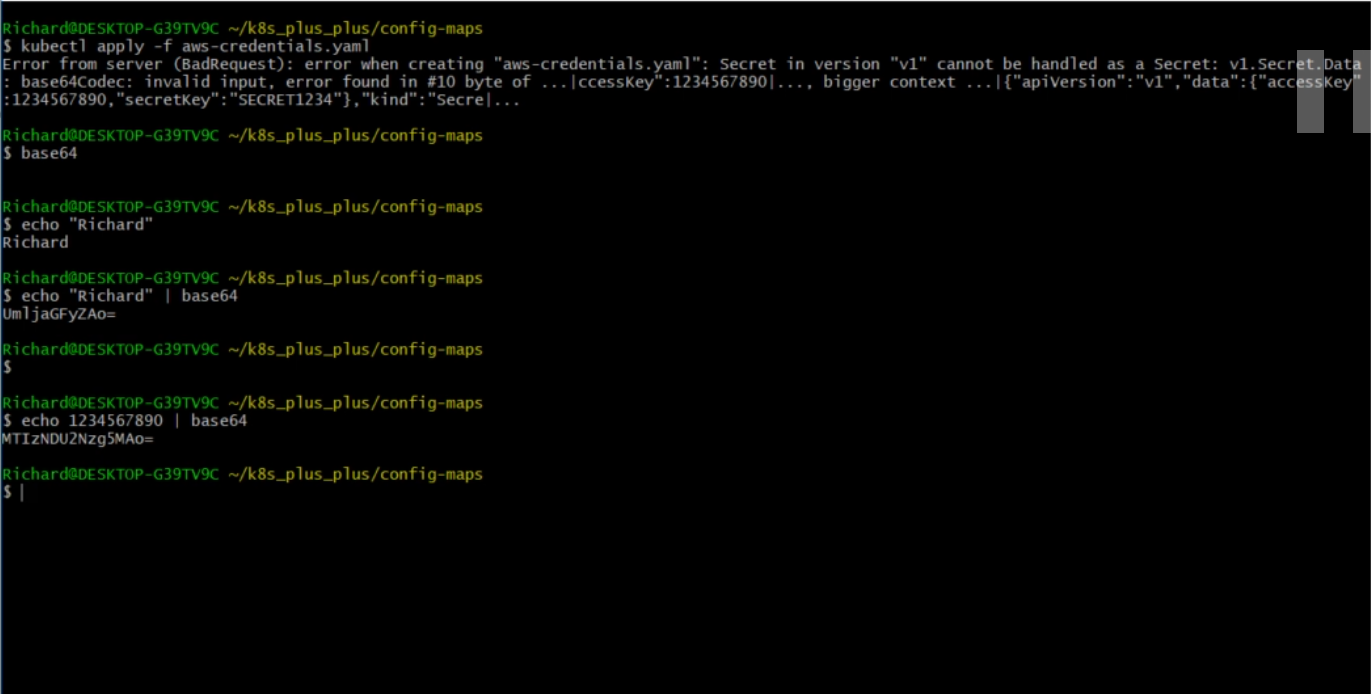 Richard@DESKTOP-G39TV9C ~/k8s_plus_plus/config-maps
$ kubectl apply -f aws-credentials.yaml
Error from server (BadRequest): error when creating "aws-credentials.yaml": Secret in version "v1" cannot be handled as a Secret: v1.Secret.Data
: base64Codec: invalid input, error found in #10 byte of ...|ccessKey":1234567890|..., bigger context ...|{"apiVersion":"v1","data":{"accessKey"
:1234567890,"secretKey":"SECRET1234"},"kind":"Secre|...
Richard@DESKTOP-G39TV9C ~/k8s_plus_plus/config-maps
$ base64
Richard@DESKTOP-G39TV9C ~/k8s_plus_plus/config-maps
$ echo "Richard"
Richard
Richard@DESKTOP-G39TV9C ~/k8s_plus_plus/config-maps
$ echo "Richard" | base64
UmljaGFyZAo=
Richard@DESKTOP-G39TV9C ~/k8s_plus_plus/config-maps
$
Richard@DESKTOP-G39TV9C ~/k8s_plus_plus/config-maps
$ echo 1234567890 | base64
MTIzNDU2Nzg5MAo=
Richard@DESKTOP-G39TV9C ~/k8s_plus_plus/config-maps
$